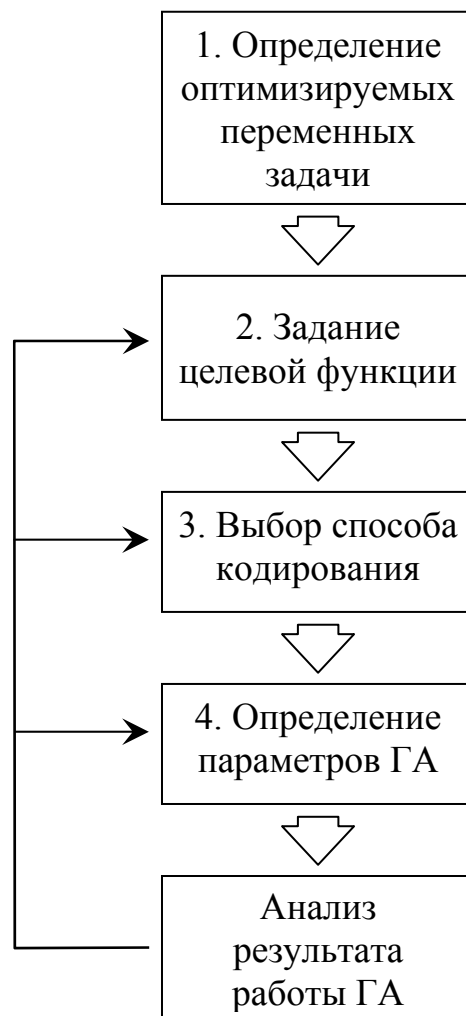 1. Определение
оптимизируемых
переменных
задачи
2. Задание
целевой функции
3. Выбор способа
кодирования
4. Определение
параметров ГА
Анализ
результата
работы ГА